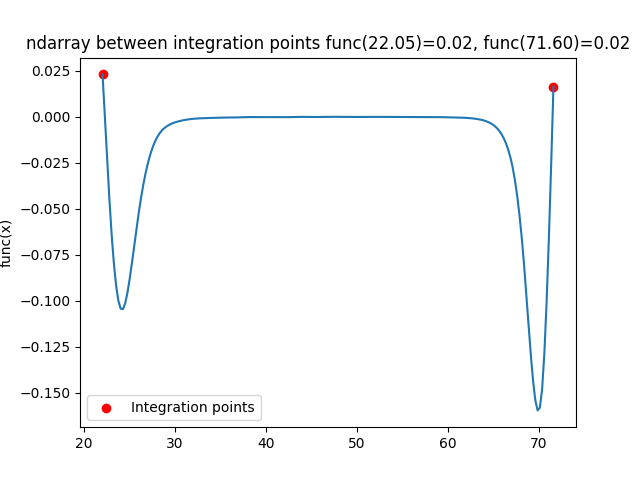 ndarray between integration points func(22.05)=0.02, func(71.60)=0.02
0.025
0.000
−0.025
−0.050
−0.075
−0.100
−0.125
−0.150
func(x)
Integration points
20 30 40 50 60 70